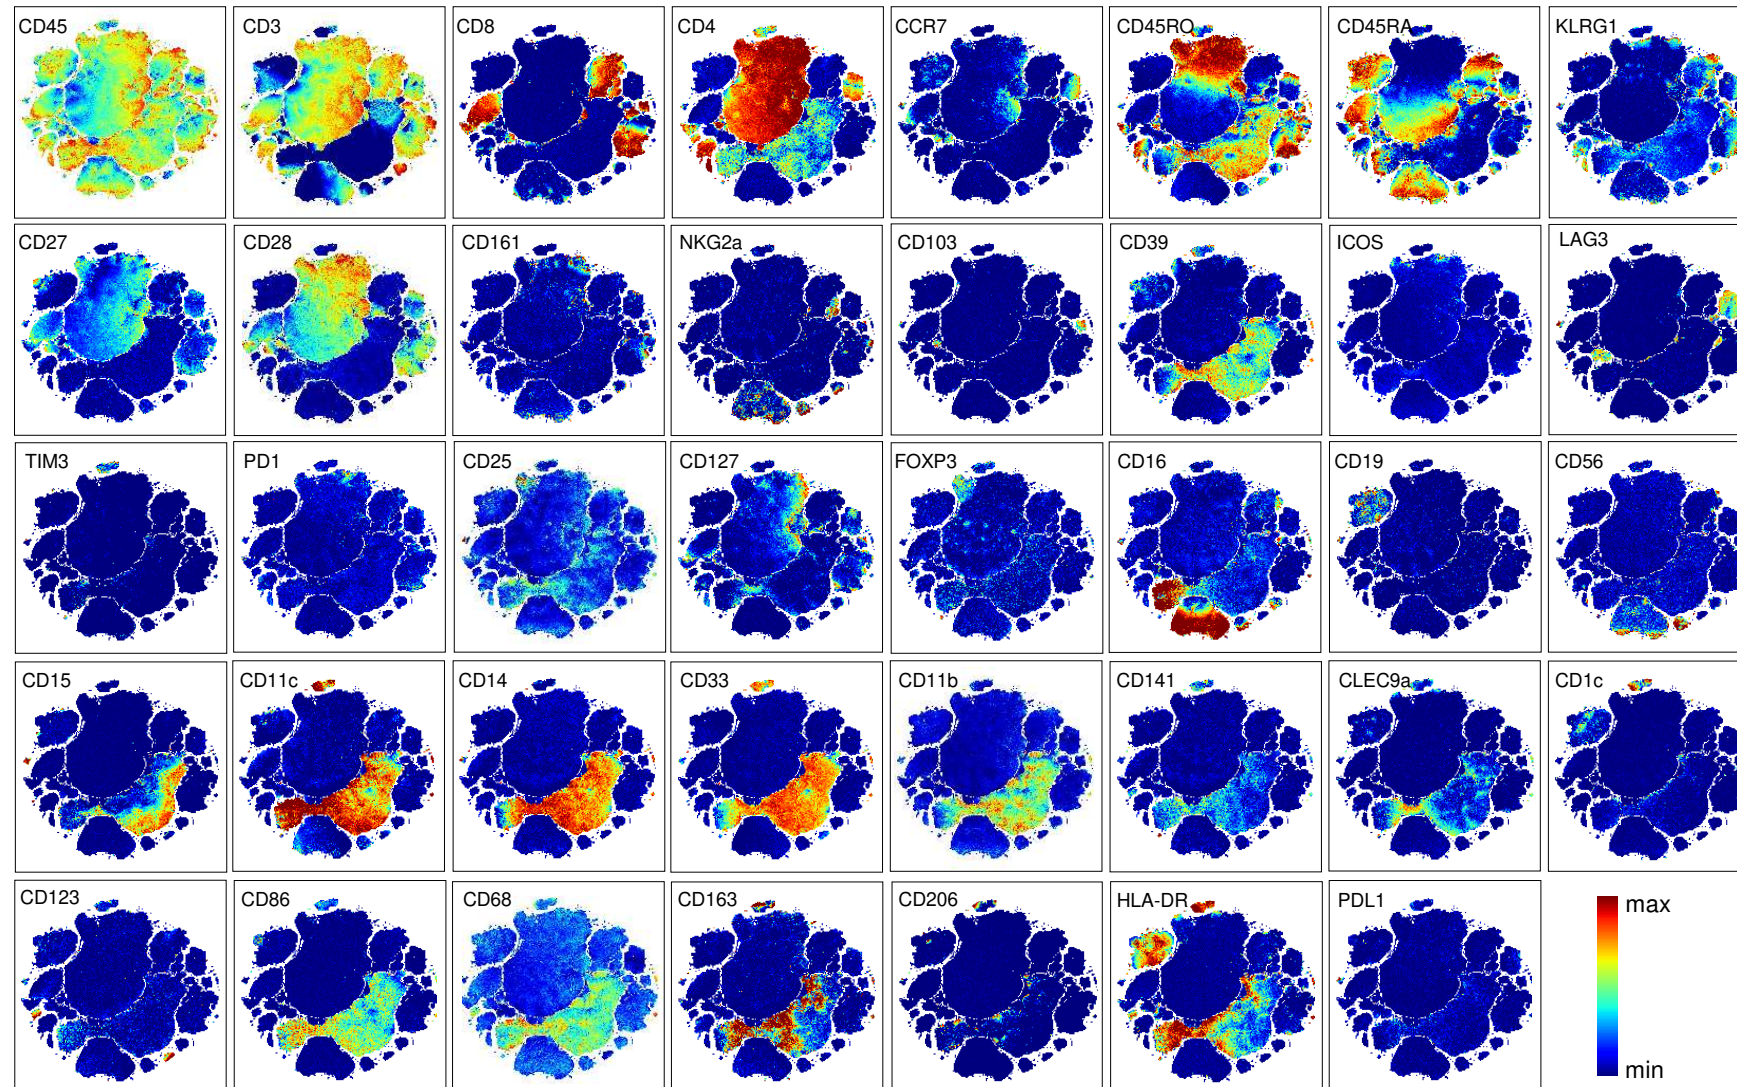 CD45 CD3 CD8 CD4 CCR7 CD45RO CD45RA KLRG1
CD27 CD28 CD161 NKG2a CD103 CD39 ICOS LAG3
TIM3 PD1 CD25 CD127 FOXP3 CD16 CD19 CD56
CD15 CD11c CD14 CD33 CD11b CD141 CLEC9a CD1c
CD123 CD86 CD68 CD163 CD206 HLA-DR PDL1
max
min